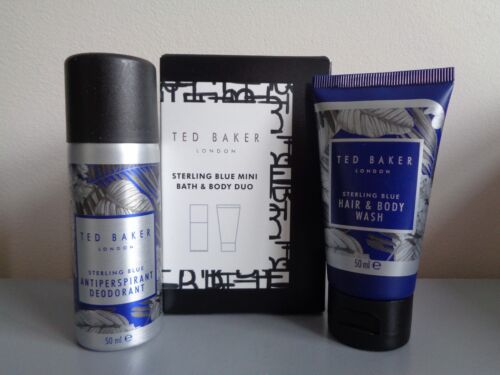 TED BAKER
LONDON
STERLING BLUE
ANTIPERSPIRANT
DEODORANT
50 ml e
TED BAKER
LONDON
STERLING BLUE MINI
BATH & BODY DUO
TED BAKER
LONDON
STERLING BLUE
HAIR & BODY
WASH
50 ml e